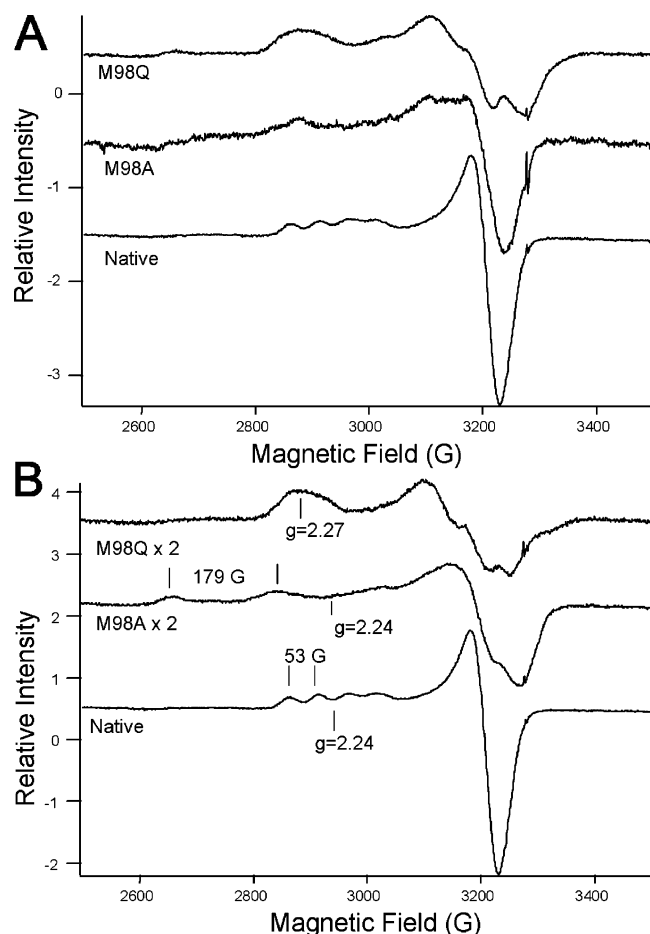 A
M98Q
0
M98A
-1
Native
-2
-3
Relative Intensity
2600 2800 3000 3200 3400
Magnetic Field (G)
B
4
g=2.27
M98Q x 2
3
179 G
M98A x 2
2
g=2.24
53 G
1
Native
g=2.24
0
-1
-2
Relative Intensity
2600 2800 3000 3200 3400
Magnetic Field (G)